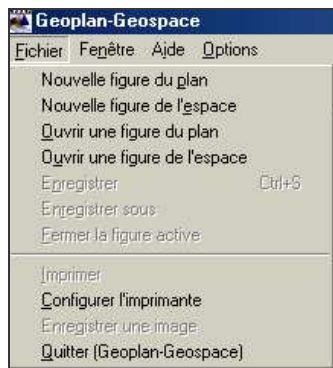 Geoplan-Geospace
Fichier Fenêtre Aide Options
Nouvelle figure du plan
Nouvelle figure de l'espace
Ouvrir une figure du plan
Ouvrir une figure de l'espace
Enregistrer Ctrl+S
Enregistrer sous
Fermer la figure active
Imprimer
Configurer l'imprimante
Enregistrer une image
Quitter (Geoplan-Geospace)